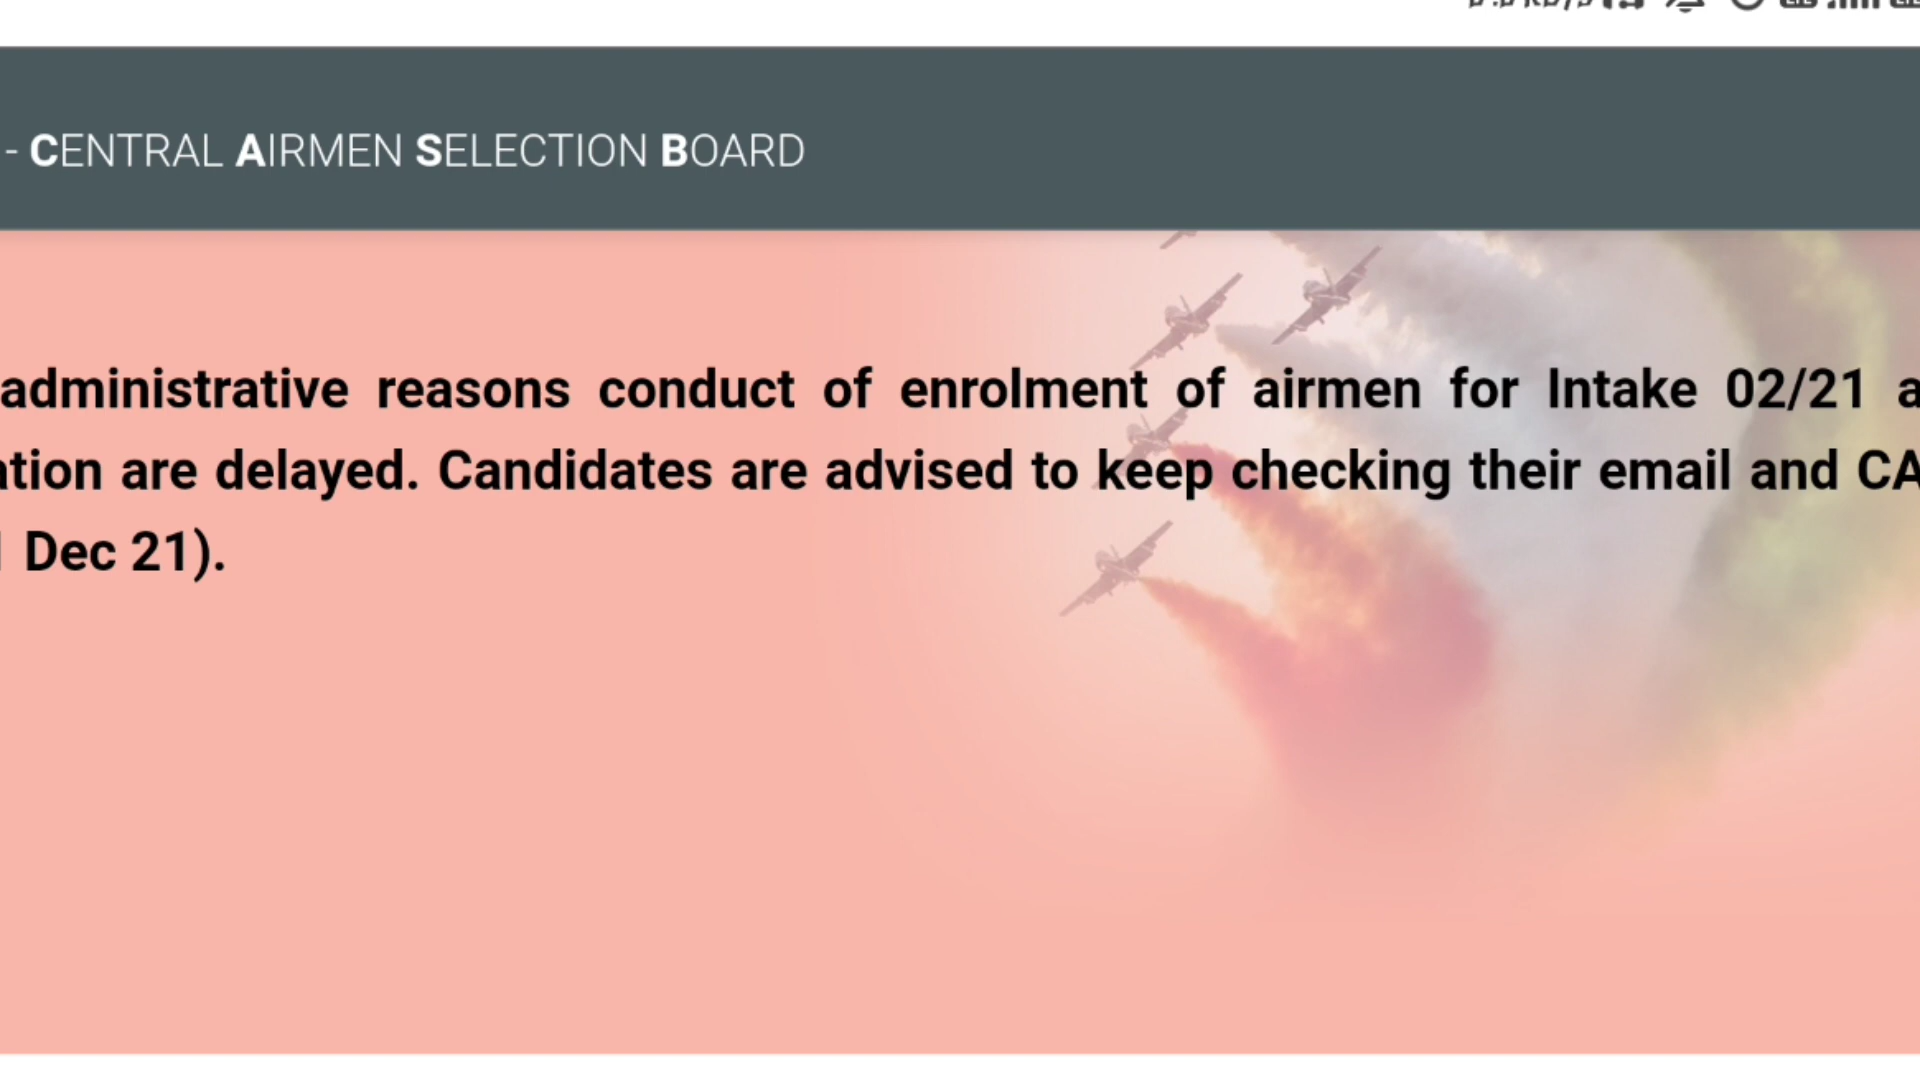 - CENTRAL AIRMEN SELECTION BOARD
administrative reasons conduct of enrolment of airmen for Intake 02/21 a
ation are delayed. Candidates are advised to keep checking their email and CA
Dec 21).